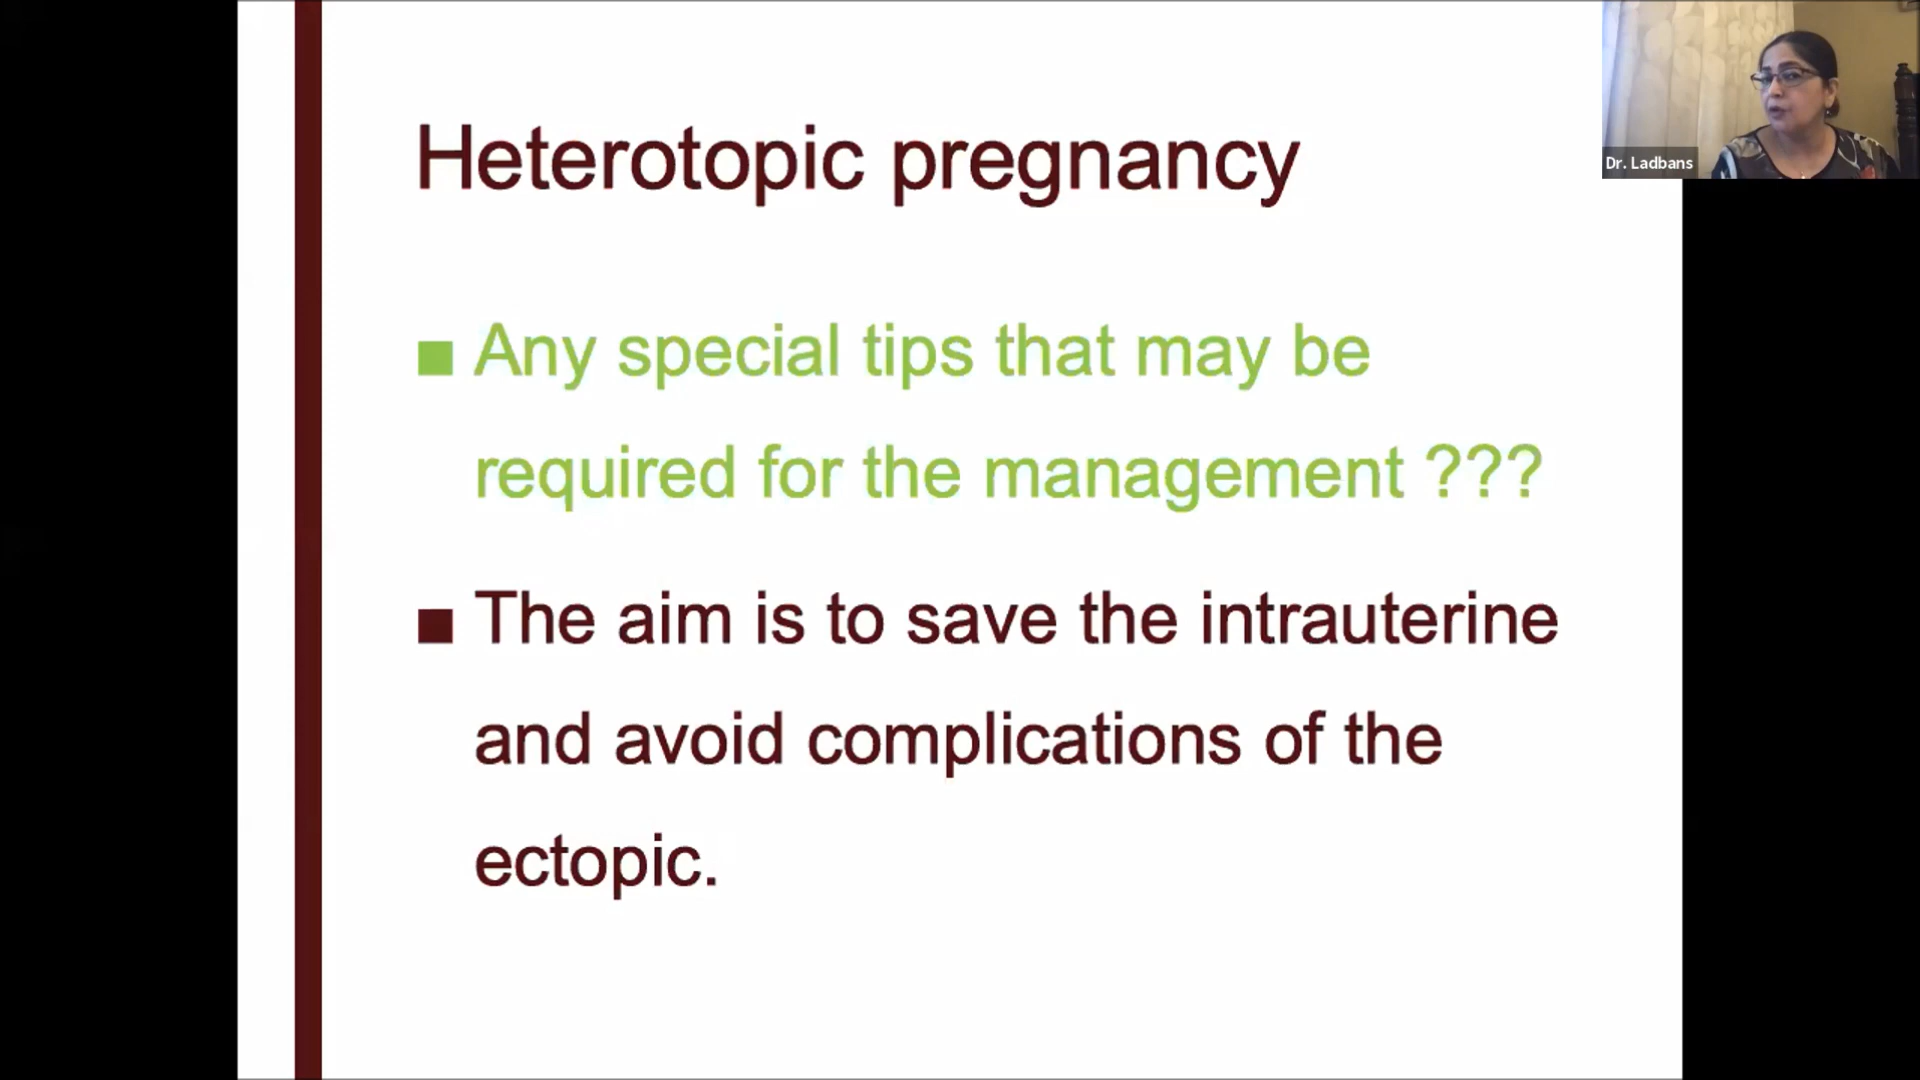 Heterotopic pregnancy
Any special tips that may be
required for the management ???
The aim is to save the intrauterine
and avoid complications of the
ectopic.
Dr. Ladbans